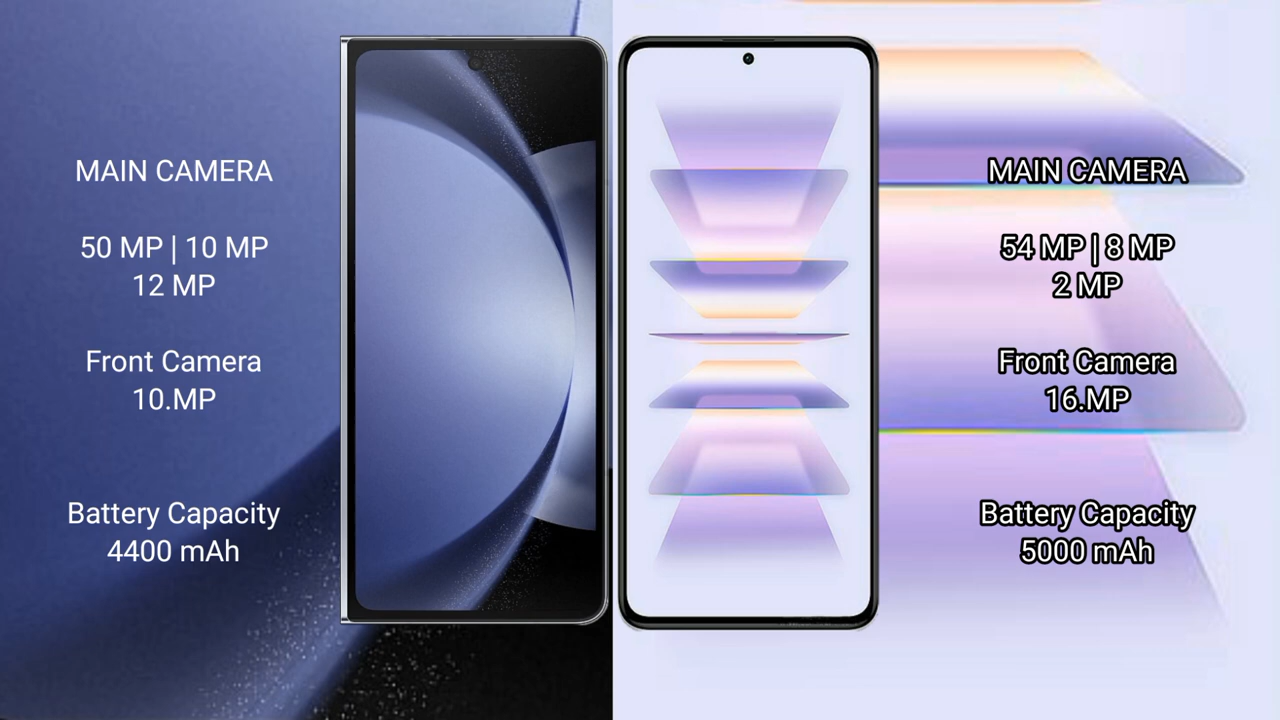 MAIN CAMERA
50 MP | 10 MP
12 MP
Front Camera
10.MP
Battery Capacity
4400 mAh
MAIN CAMERA
54 MP | 8 MP
2 MP
Front Camera
16.MP
Battery Capacity
5000 mAh